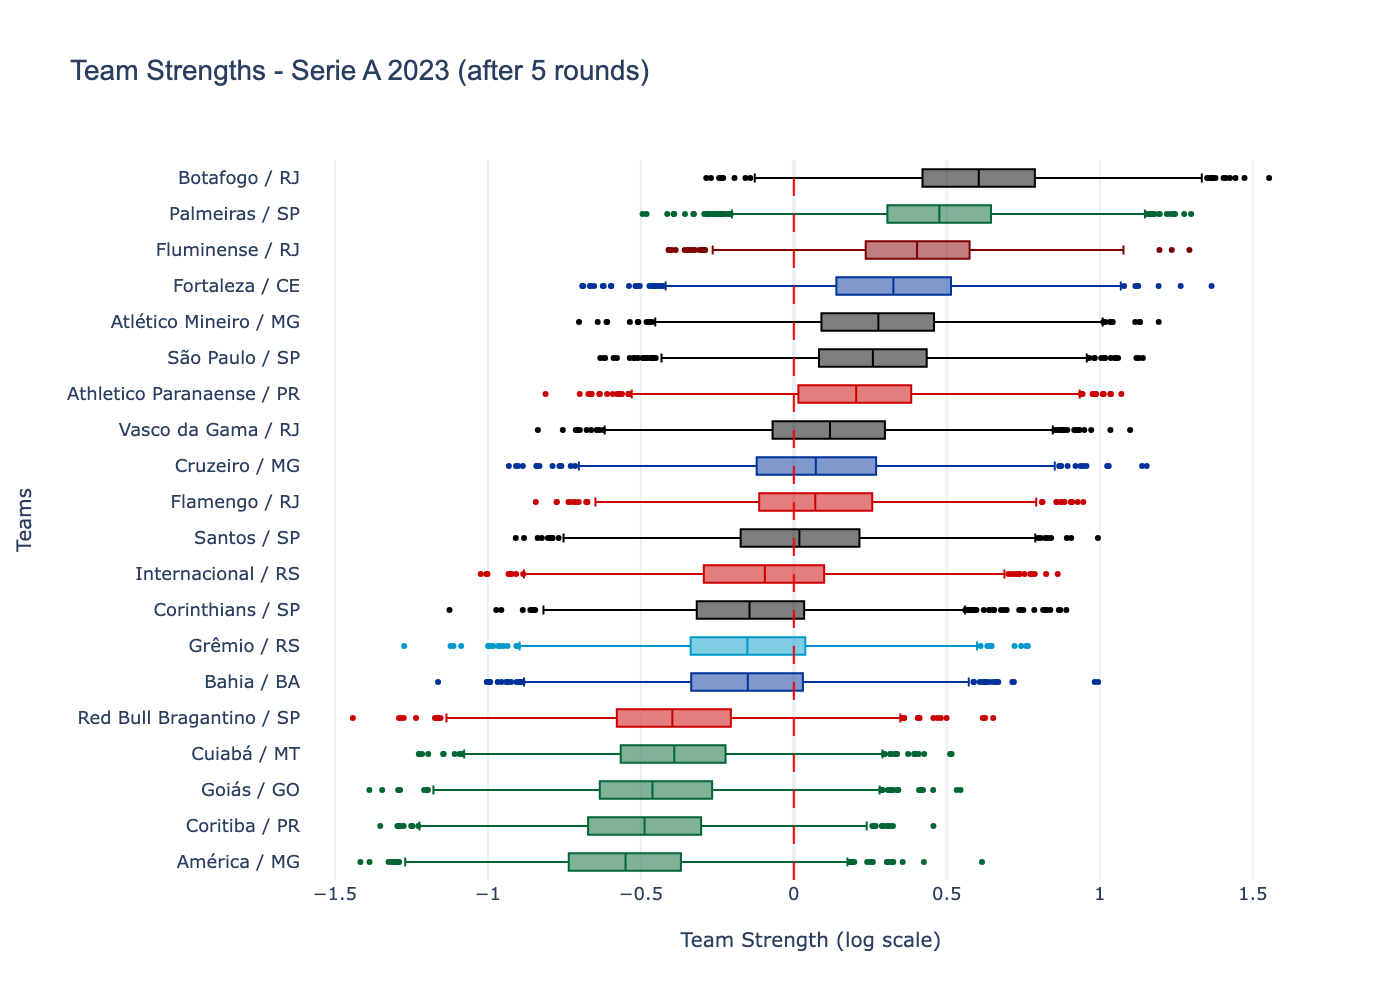 Team Strengths - Serie A 2023 (after 5 rounds)
Botafogo / RJ
Palmeiras / SP
Fluminense / RJ
Fortaleza / CE
Atlético Mineiro / MG
São Paulo / SP
Athletico Paranaense / PR
Vasco da Gama / RJ
Cruzeiro / MG
Flamengo / RJ
Santos / SP
Internacional / RS
Corinthians / SP
Grêmio / RS
Bahia / BA
Red Bull Bragantino / SP
Cuiabá / MT
Goiás / GO
Coritiba / PR
América / MG
Teams
−1.5 −1 −0.5 0 0.5 1 1.5
Team Strength (log scale)